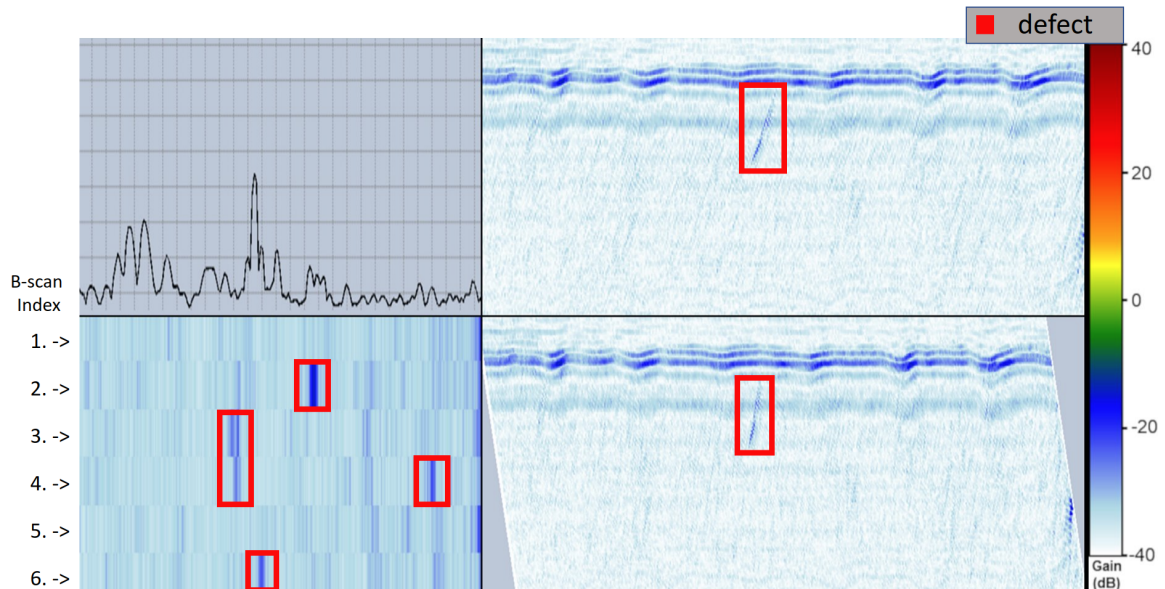 defect
B-scan
Index
1. ->
2. ->
3. ->
4. ->
5. ->
6. ->
40
20
0
-20
-40
Gain
(dB)